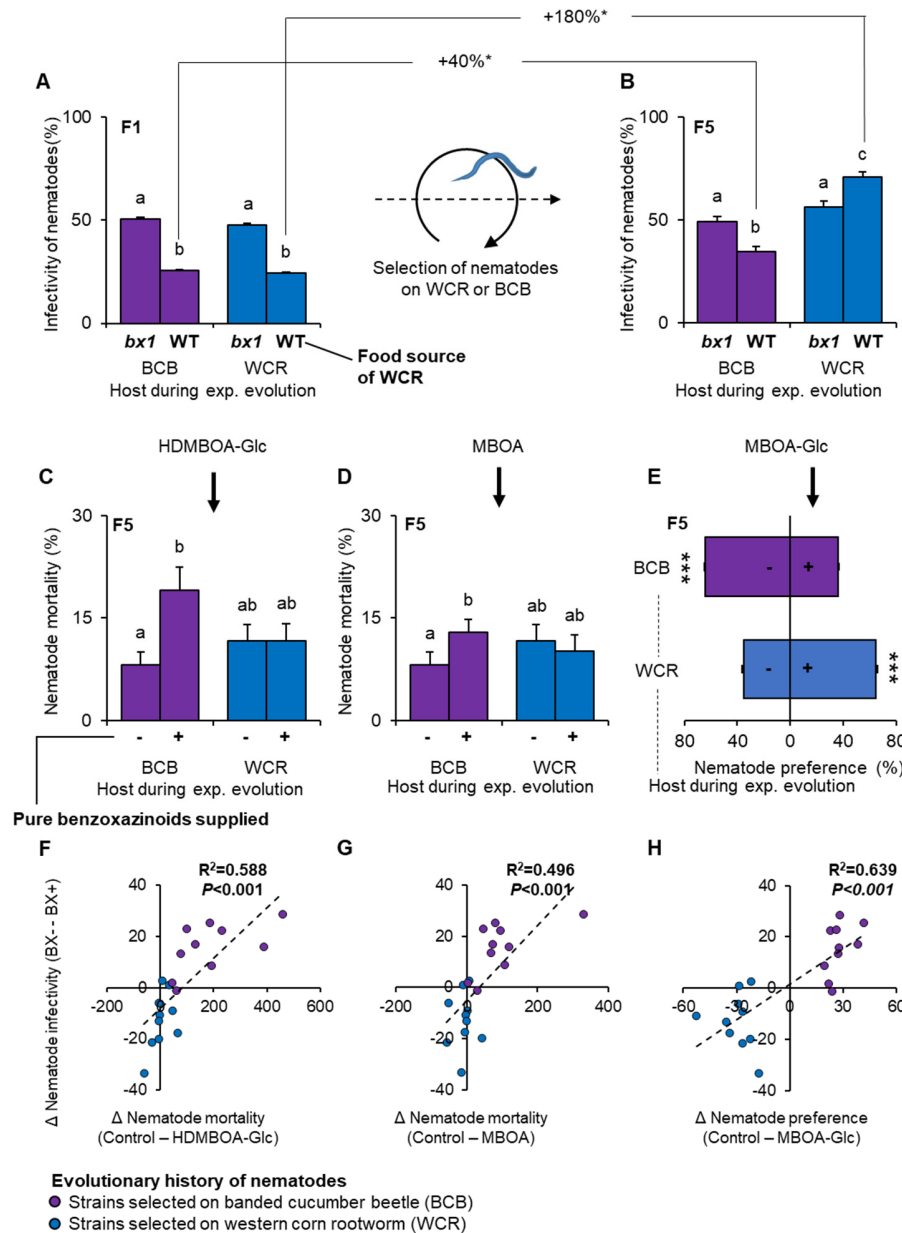 +180%*
+40%*
A
B
100
50
0
Infectivity of nematodes(%)
F1
a
b
a
b
bx1 WT bx1 WT
BCB WCR
Host during exp. evolution
Food source
of WCR
Selection of nematodes
on WCR or BCB
100
50
0
Infectivity of nematodes(%)
F5
a
b
a
c
bx1 WT bx1 WT
BCB WCR
Host during exp. evolution
HDMBOA-Glc
MBOA
MBOA-Glc
C
30
15
0
Nematode mortality (%)
F5
a
b
ab
ab
- + - +
BCB WCR
Host during exp. evolution
Pure benzoxazinoids supplied
D
30
15
0
Nematode mortality (%)
F5
a
b
ab
ab
- + - +
BCB WCR
Host during exp. evolution
E
F5
BCB
***
- +
WCR
- +
***
80 40 0 40 80
Nematode preference (%)
Host during exp. evolution
F
R²=0.588
P<0.001
40
20
0
-20
-40
-200 0 200 400 600
Δ Nematode infectivity (BX- - BX+)
Δ Nematode mortality
(Control – HDMBOA-Glc)
G
R²=0.496
P<0.001
40
20
0
-20
-40
-200 0 200 400
Δ Nematode mortality
(Control – MBOA)
H
R²=0.639
P<0.001
40
20
0
-20
-40
-60 -30 0 30 60
Δ Nematode preference
(Control – MBOA-Glc)
Evolutionary history of nematodes
Strains selected on banded cucumber beetle (BCB)
Strains selected on western corn rootworm (WCR)